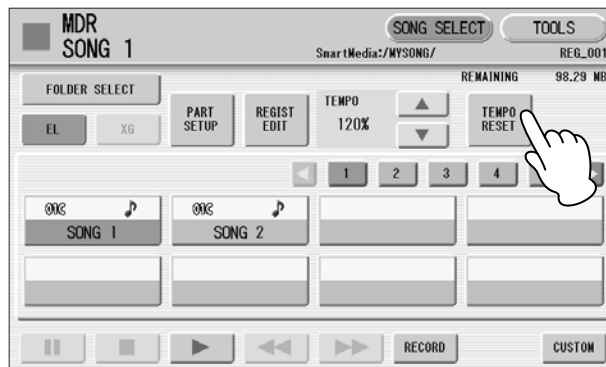 MDR
SONG 1
SONG SELECT
TOOLS
SmartMedia:/MYSONG/
REG_001
REMAINING 98.29 MB
FOLDER SELECT
EL
XG
PART
SETUP
REGIST
EDIT
TEMPO
120%
TEMPO
RESET
1
2
3
4
SONG 1
SONG 2
RECORD
CUSTOM